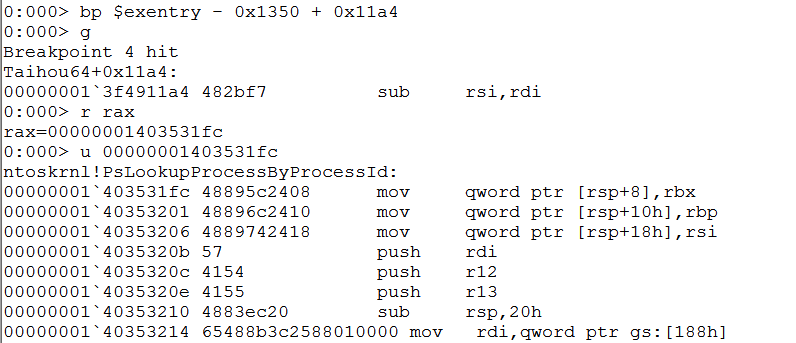 0:000> bp $exentry - 0x1350 + 0x11a4
0:000> g
Breakpoint 4 hit
Taihou64+0x11a4:
00000001`3f4911a4 482bf7 sub rsi,rdi
0:000> r rax
rax=00000001403531fc
0:000> u 00000001403531fc
ntoskrnl!PsLookupProcessByProcessId:
00000001`403531fc 48895c2408 mov qword ptr [rsp+8],rbx
00000001`40353201 48896c2410 mov qword ptr [rsp+10h],rbp
00000001`40353206 4889742418 mov qword ptr [rsp+18h],rsi
00000001`4035320b 57 push rdi
00000001`4035320c 4154 push r12
00000001`4035320e 4155 push r13
00000001`40353210 4883ec20 sub rsp,20h
00000001`40353214 65488b3c2588010000 mov rdi,qword ptr gs:[188h]